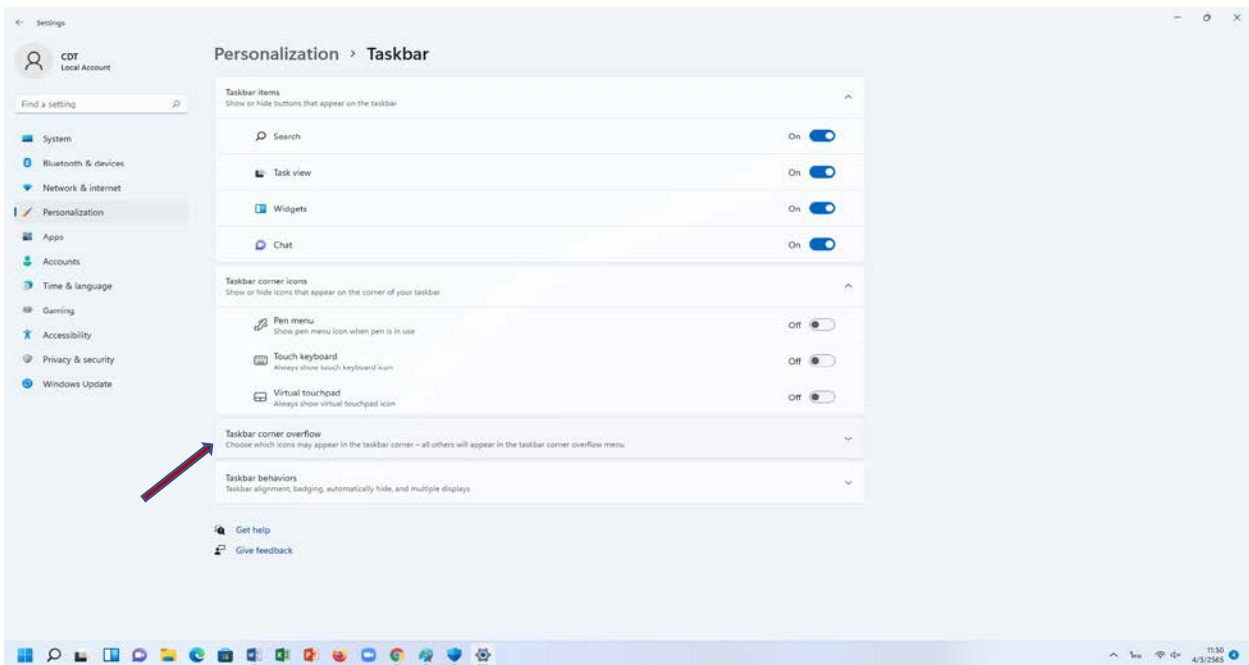 Settings
CDT
Local Account
Find a setting
System
Bluetooth & devices
Network & internet
Personalization
Apps
Accounts
Time & language
Gaming
Accessibility
Privacy & security
Windows Update
Personalization > Taskbar
Taskbar items
Show or hide buttons that appear on the taskbar
Search On
Task view On
Widgets On
Chat On
Taskbar corner icons
Show or hide icons that appear on the corner of your taskbar
Pen menu
Show pen menu icon when pen is in use
Off
Touch keyboard
Always show touch keyboard icon
Off
Virtual touchpad
Always show virtual touchpad icon
Off
Taskbar corner overflow
Choose which icons may appear in the taskbar corner – all others will appear in the taskbar corner overflow menu
Taskbar behaviors
Taskbar alignment, badging, automatically hide, and multiple displays
Get help
Give feedback
ไทย
11:50
4/3/2565